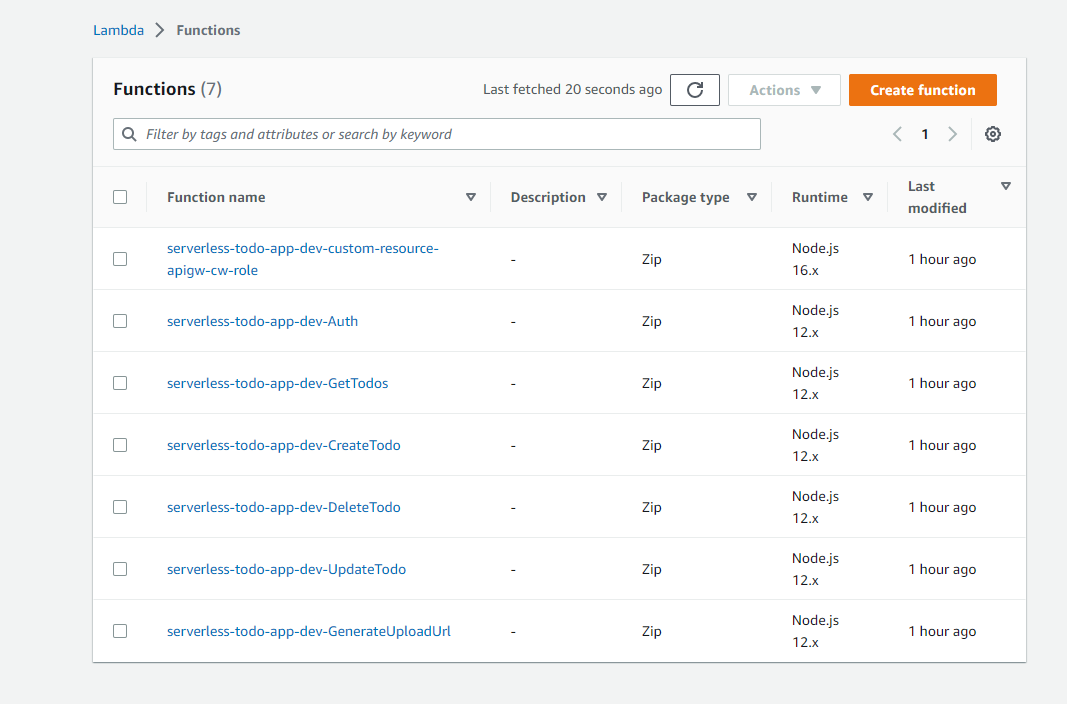 Lambda > Functions
Functions (7)
Last fetched 20 seconds ago
Actions
Create function
Filter by tags and attributes or search by keyword
1
Function name
Description
Package type
Runtime
Last
modified
serverless-todo-app-dev-custom-resource-
apigw-cw-role
-
Zip
Node.js
16.x
1 hour ago
serverless-todo-app-dev-Auth
-
Zip
Node.js
12.x
1 hour ago
serverless-todo-app-dev-GetTodos
-
Zip
Node.js
12.x
1 hour ago
serverless-todo-app-dev-CreateTodo
-
Zip
Node.js
12.x
1 hour ago
serverless-todo-app-dev-DeleteTodo
-
Zip
Node.js
12.x
1 hour ago
serverless-todo-app-dev-UpdateTodo
-
Zip
Node.js
12.x
1 hour ago
serverless-todo-app-dev-GenerateUploadUrl
-
Zip
Node.js
12.x
1 hour ago